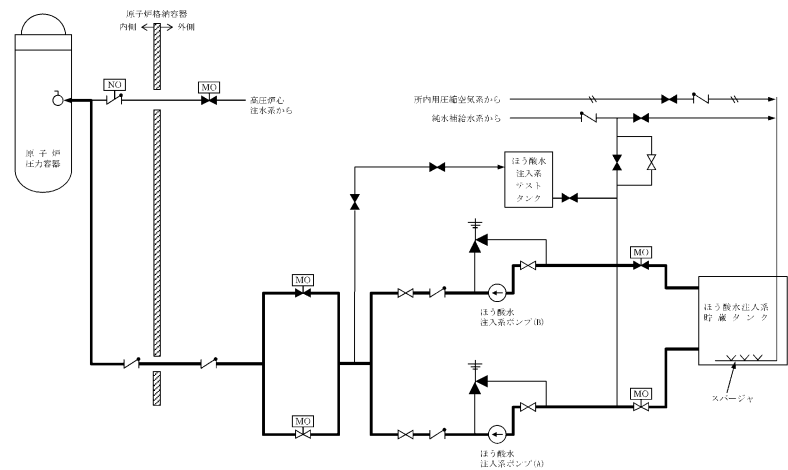 原子炉格納容器
内側 外側
NO
MO
高圧炉心
注水系から
原子炉
圧力容器
所内用圧縮空気系から
純水補給水系から
ほう酸水
注入系
テスト
タンク
MO
MO
ほう酸水
注入系ポンプ(B)
ほう酸水注入系
貯蔵タンク
スパージャ
MO
MO
ほう酸水
注入系ポンプ(A)